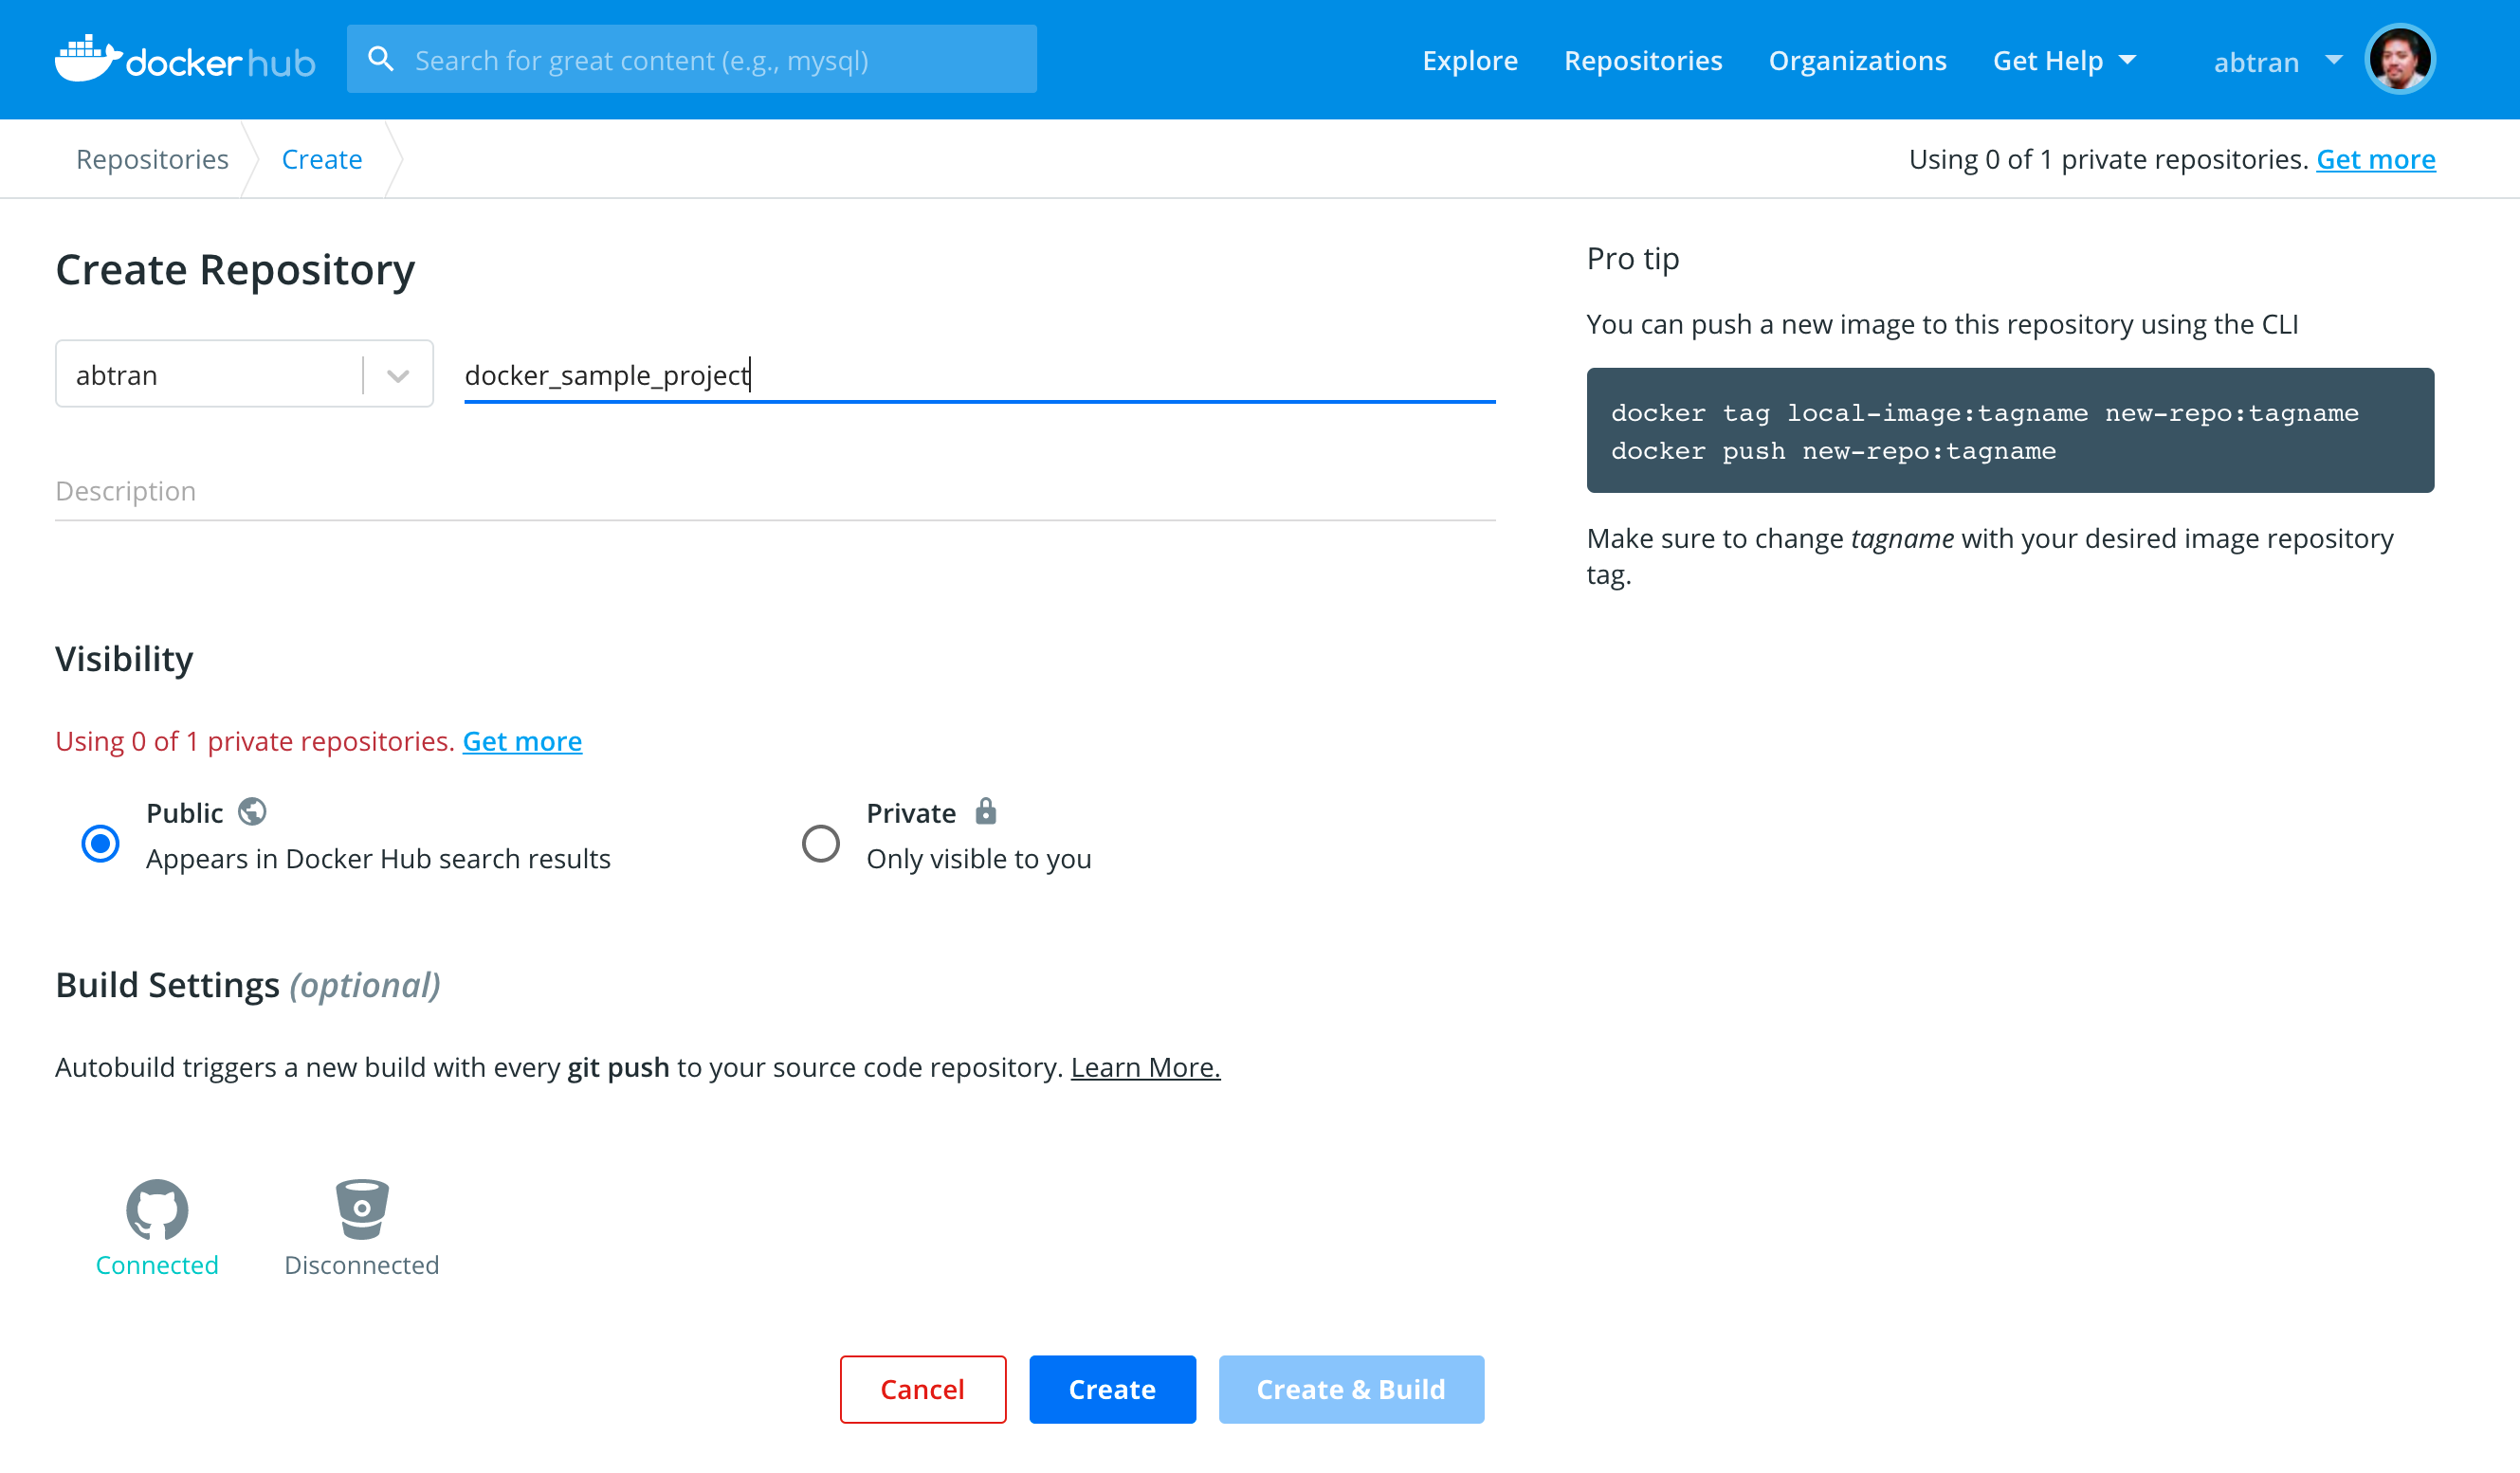 dockerhub
Search for great content (e.g., mysql)
Explore
Repositories
Organizations
Get Help
abtran
Repositories
Create
Using 0 of 1 private repositories. Get more
Create Repository
abtran
docker_sample_project
Description
Pro tip
You can push a new image to this repository using the CLI
docker tag local-image:tagname new-repo:tagname
docker push new-repo:tagname
Make sure to change tagname with your desired image repository
tag.
Visibility
Using 0 of 1 private repositories. Get more
Public
Appears in Docker Hub search results
Private
Only visible to you
Build Settings (optional)
Autobuild triggers a new build with every git push to your source code repository. Learn More.
Connected
Disconnected
Cancel
Create
Create & Build